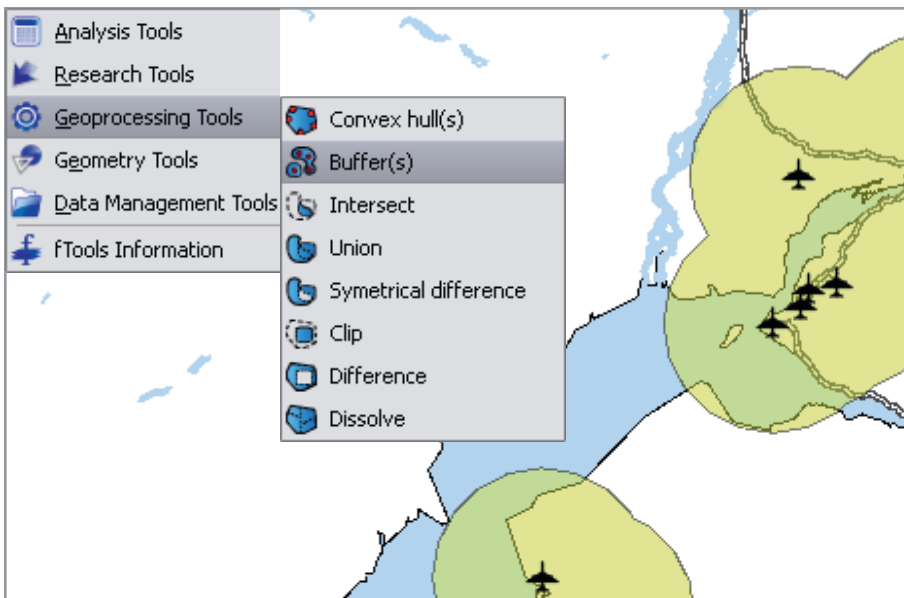 Analysis Tools
Research Tools
Geoprocessing Tools
Geometry Tools
Data Management Tools
fTools Information
Convex hull(s)
Buffer(s)
Intersect
Union
Symetrical difference
Clip
Difference
Dissolve